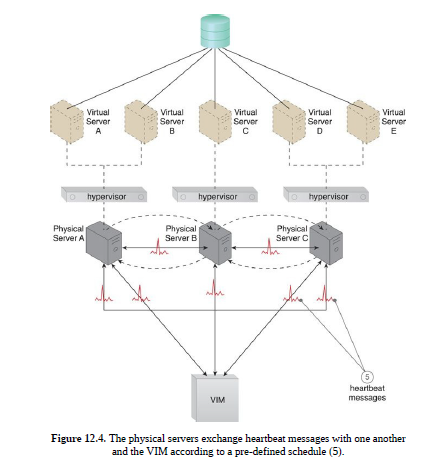 Virtual Server A
Virtual Server B
Virtual Server C
Virtual Server D
Virtual Server E
hypervisor
hypervisor
hypervisor
Physical Server A
Physical Server B
Physical Server C
5
heartbeat messages
VIM
Figure 12.4. The physical servers exchange heartbeat messages with one another
and the VIM according to a pre-defined schedule (5).